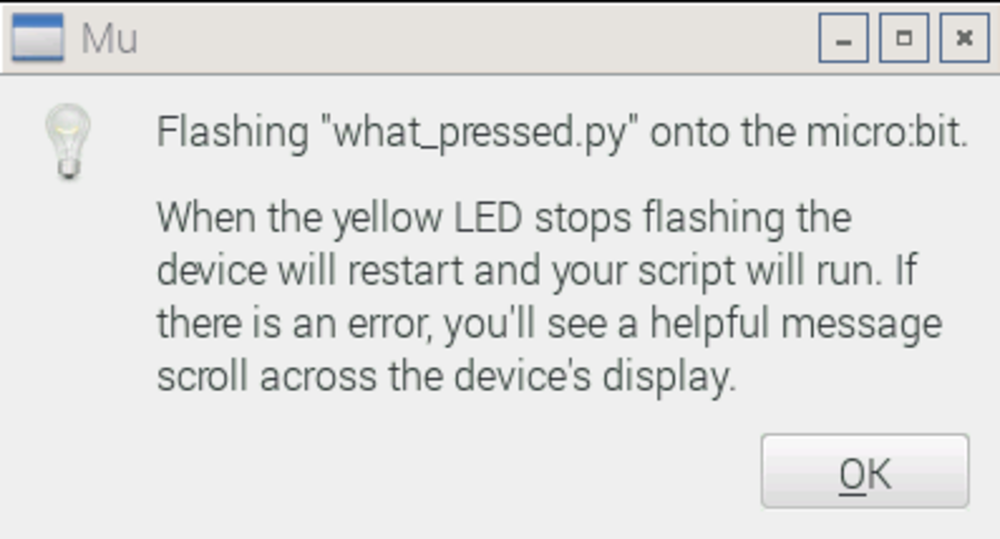 Mu
Flashing "what_pressed.py" onto the micro:bit.
When the yellow LED stops flashing the
device will restart and your script will run. If
there is an error, you'll see a helpful message
scroll across the device's display.
OK